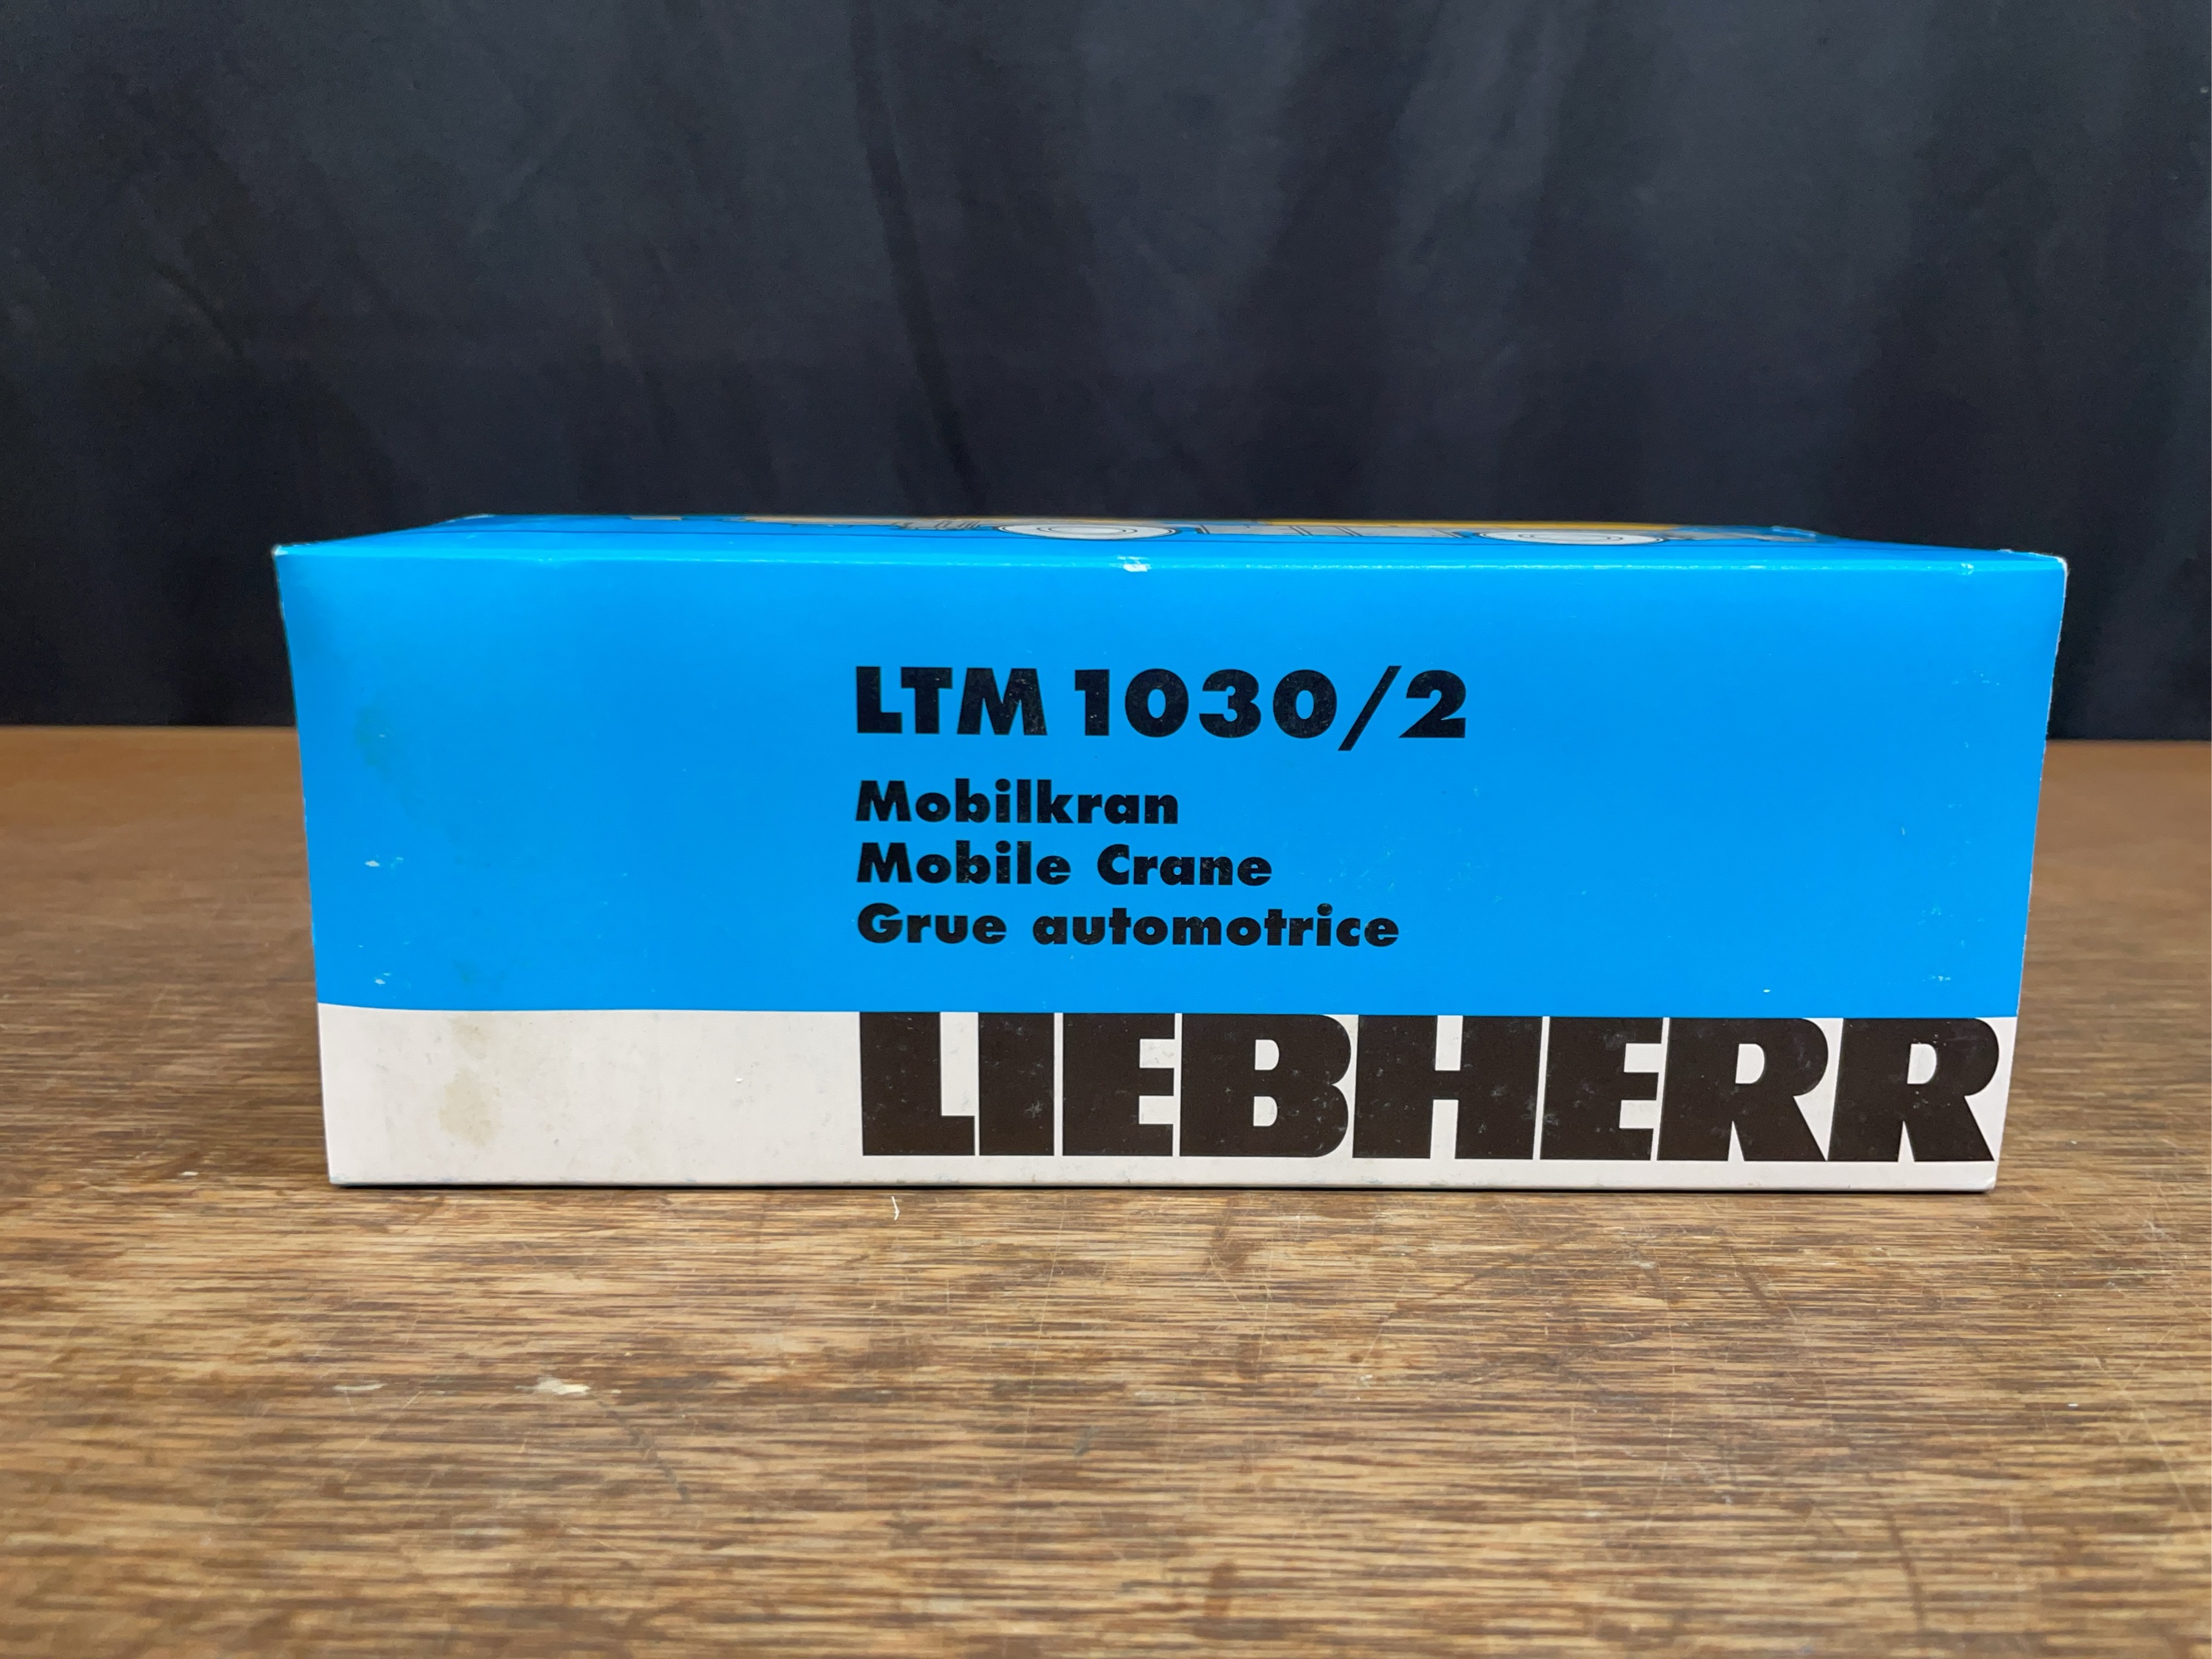 LTM 1030/2
Mobilkran
Mobile Crane
Grue automotrice
LIEBHERR